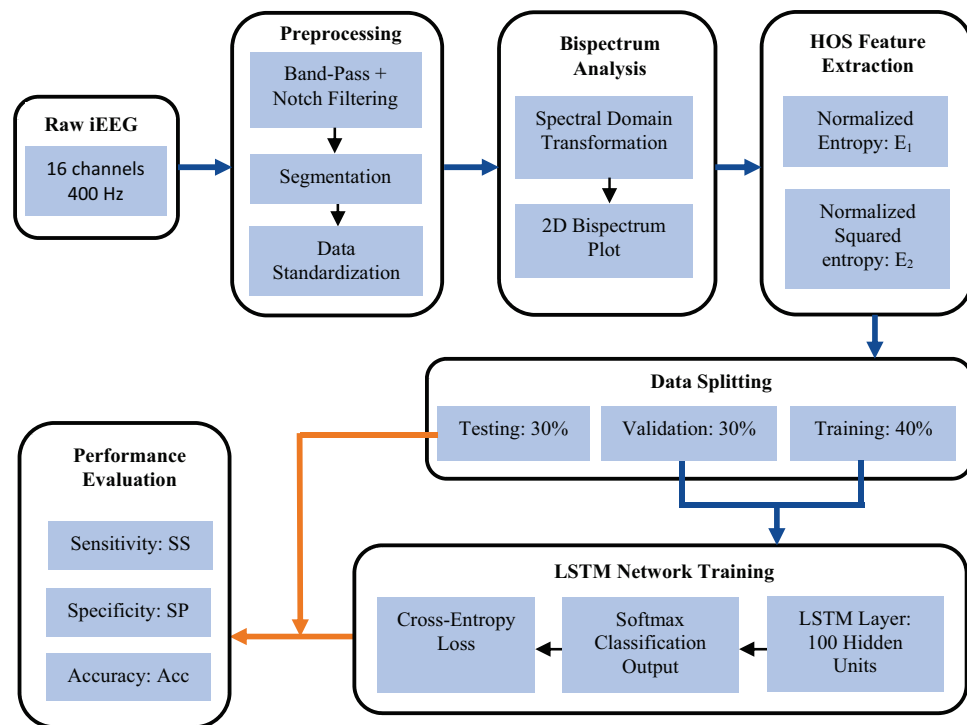 Raw iEEG
16 channels
400 Hz
Preprocessing
Band-Pass +
Notch Filtering
Segmentation
Data
Standardization
Bispectrum
Analysis
Spectral Domain
Transformation
2D Bispectrum
Plot
HOS Feature
Extraction
Normalized
Entropy: E₁
Normalized
Squared
entropy: E₂
Data Splitting
Testing: 30%
Validation: 30%
Training: 40%
LSTM Network Training
LSTM Layer:
100 Hidden
Units
Softmax
Classification
Output
Cross-Entropy
Loss
Performance
Evaluation
Sensitivity: SS
Specificity: SP
Accuracy: Acc